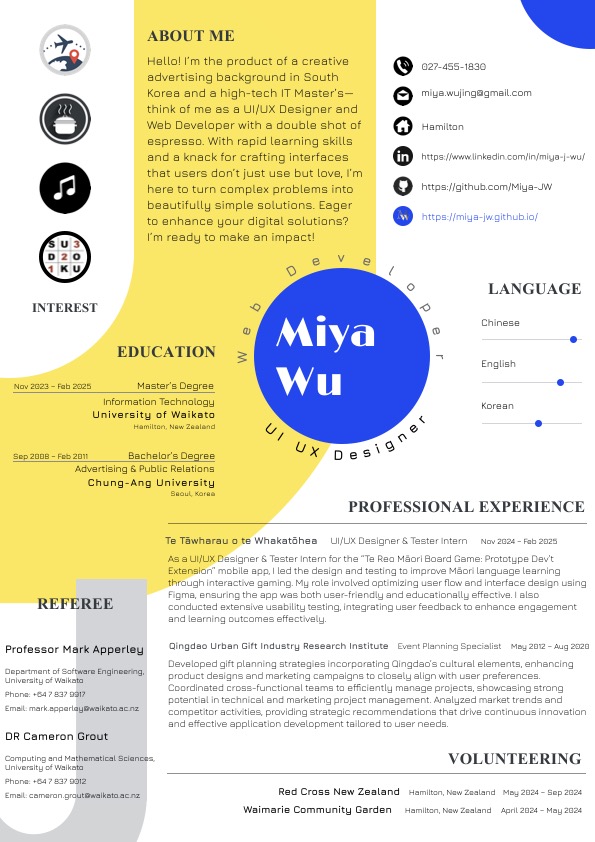 ABOUT ME
Hello! I'm the product of a creative
advertising background in South
Korea and a high-tech IT Master's—
think of me as a UI/UX Designer and
Web Developer with a double shot of
espresso. With rapid learning skills
and a knack for crafting interfaces
that users don't just use but love, I'm
here to turn complex problems into
beautifully simple solutions. Eager
to enhance your digital solutions?
I'm ready to make an impact!
027-455-1830
miya.wujing@gmail.com
Hamilton
https://www.linkedin.com/in/miya-j-wu/
https://github.com/Miya-JW
https://miya-jw.github.io/
SU3
D2O
1KU
INTEREST
Web Developer
Miya
Wu
UI UX Designer
LANGUAGE
Chinese
English
Korean
EDUCATION
Nov 2023 – Feb 2025 Master's Degree
Information Technology
University of Waikato
Hamilton, New Zealand
Sep 2008 – Feb 2011 Bachelor's Degree
Advertising & Public Relations
Chung-Ang University
Seoul, Korea
PROFESSIONAL EXPERIENCE
Te Tāwharau o te Whakatōhea UI/UX Designer & Tester Intern Nov 2024 – Feb 2025
As a UI/UX Designer & Tester Intern for the "Te Reo Māori Board Game: Prototype Dev't
Extension" mobile app, I led the design and testing to improve Māori language learning
through interactive gaming. My role involved optimizing user flow and interface design using
Figma, ensuring the app was both user-friendly and educationally effective. I also
conducted extensive usability testing, integrating user feedback to enhance engagement
and learning outcomes effectively.
Qingdao Urban Gift Industry Research Institute Event Planning Specialist May 2012 – Aug 2020
Developed gift planning strategies incorporating Qingdao's cultural elements, enhancing
product designs and marketing campaigns to closely align with user preferences.
Coordinated cross-functional teams to efficiently manage projects, showcasing strong
potential in technical and marketing project management. Analyzed market trends and
competitor activities, providing strategic recommendations that drive continuous innovation
and effective application development tailored to user needs.
REFEREE
Professor Mark Apperley
Department of Software Engineering,
University of Waikato
Phone: +64 7 837 9917
Email: mark.apperley@waikato.ac.nz
DR Cameron Grout
Computing and Mathematical Sciences,
University of Waikato
Phone: +64 7 837 9012
Email: cameron.grout@waikato.ac.nz
VOLUNTEERING
Red Cross New Zealand Hamilton, New Zealand May 2024 – Sep 2024
Waimarie Community Garden Hamilton, New Zealand April 2024 – May 2024